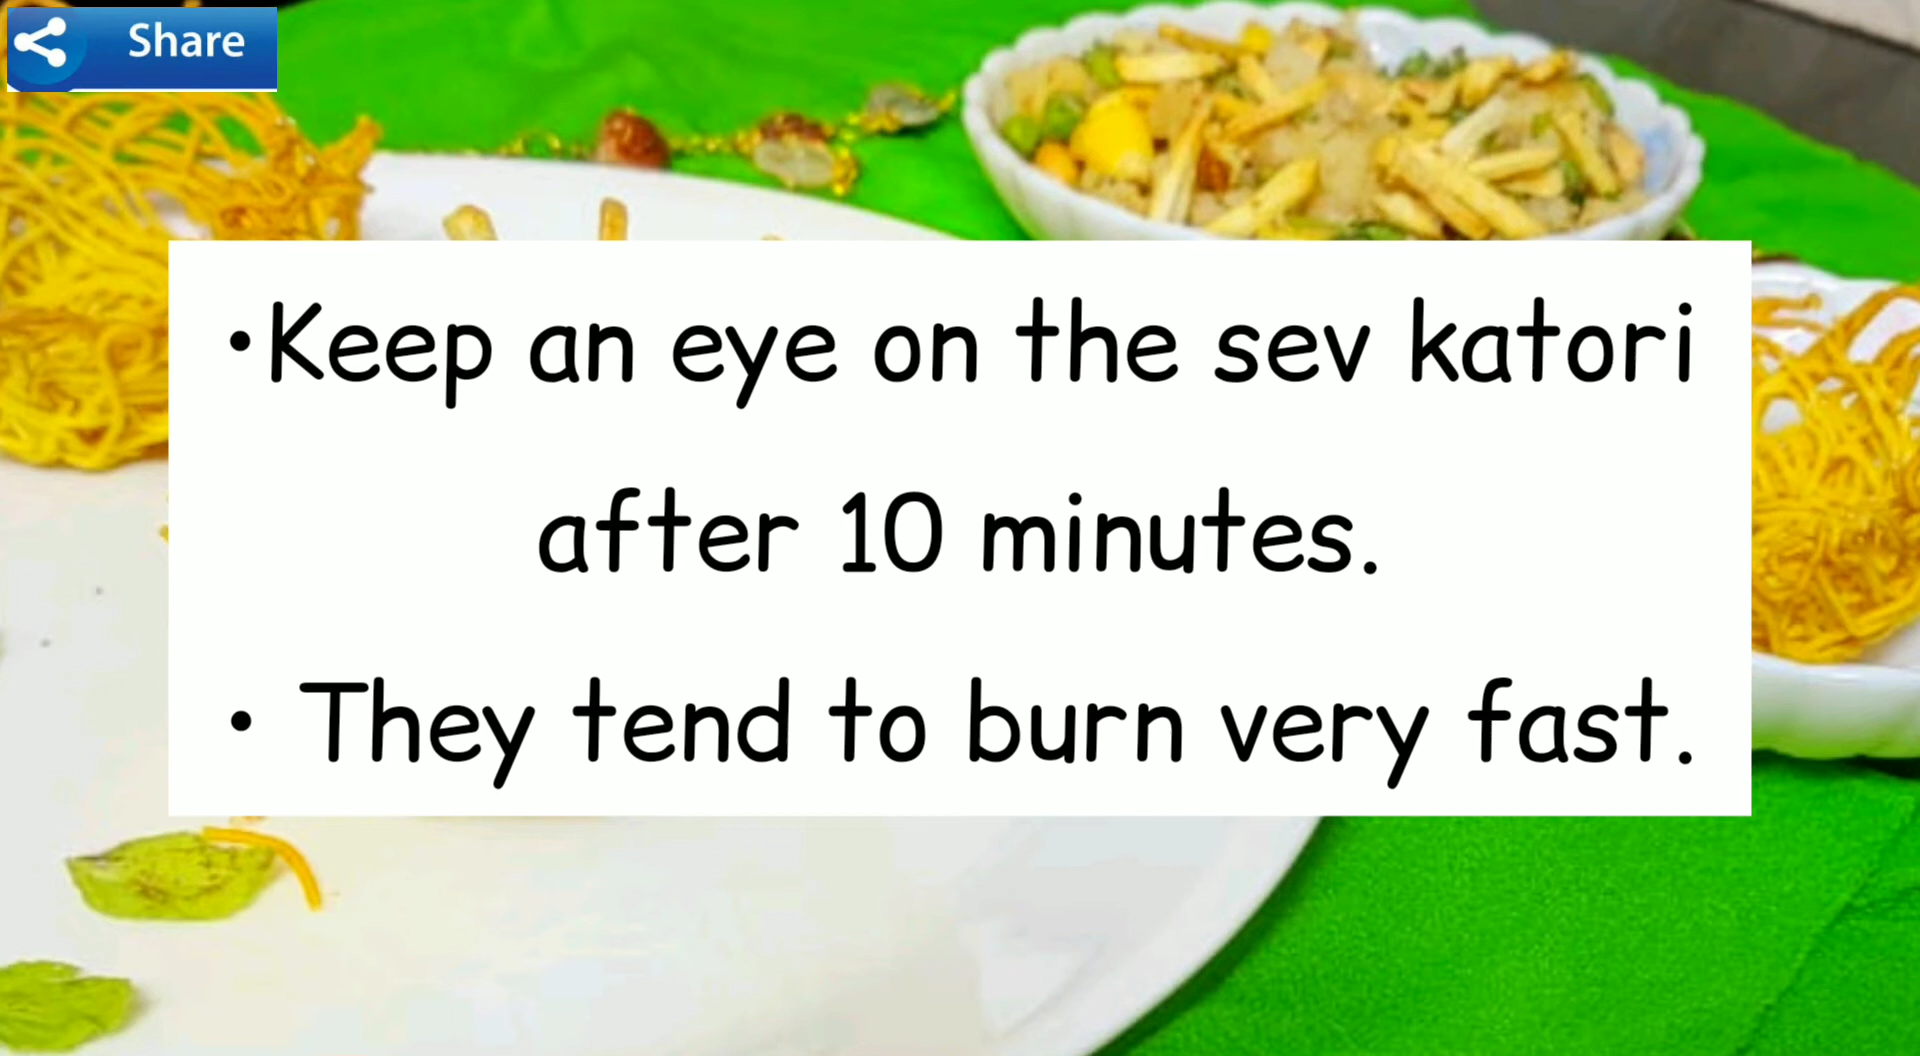 Share
•Keep an eye on the sev katori
after 10 minutes.
• They tend to burn very fast.